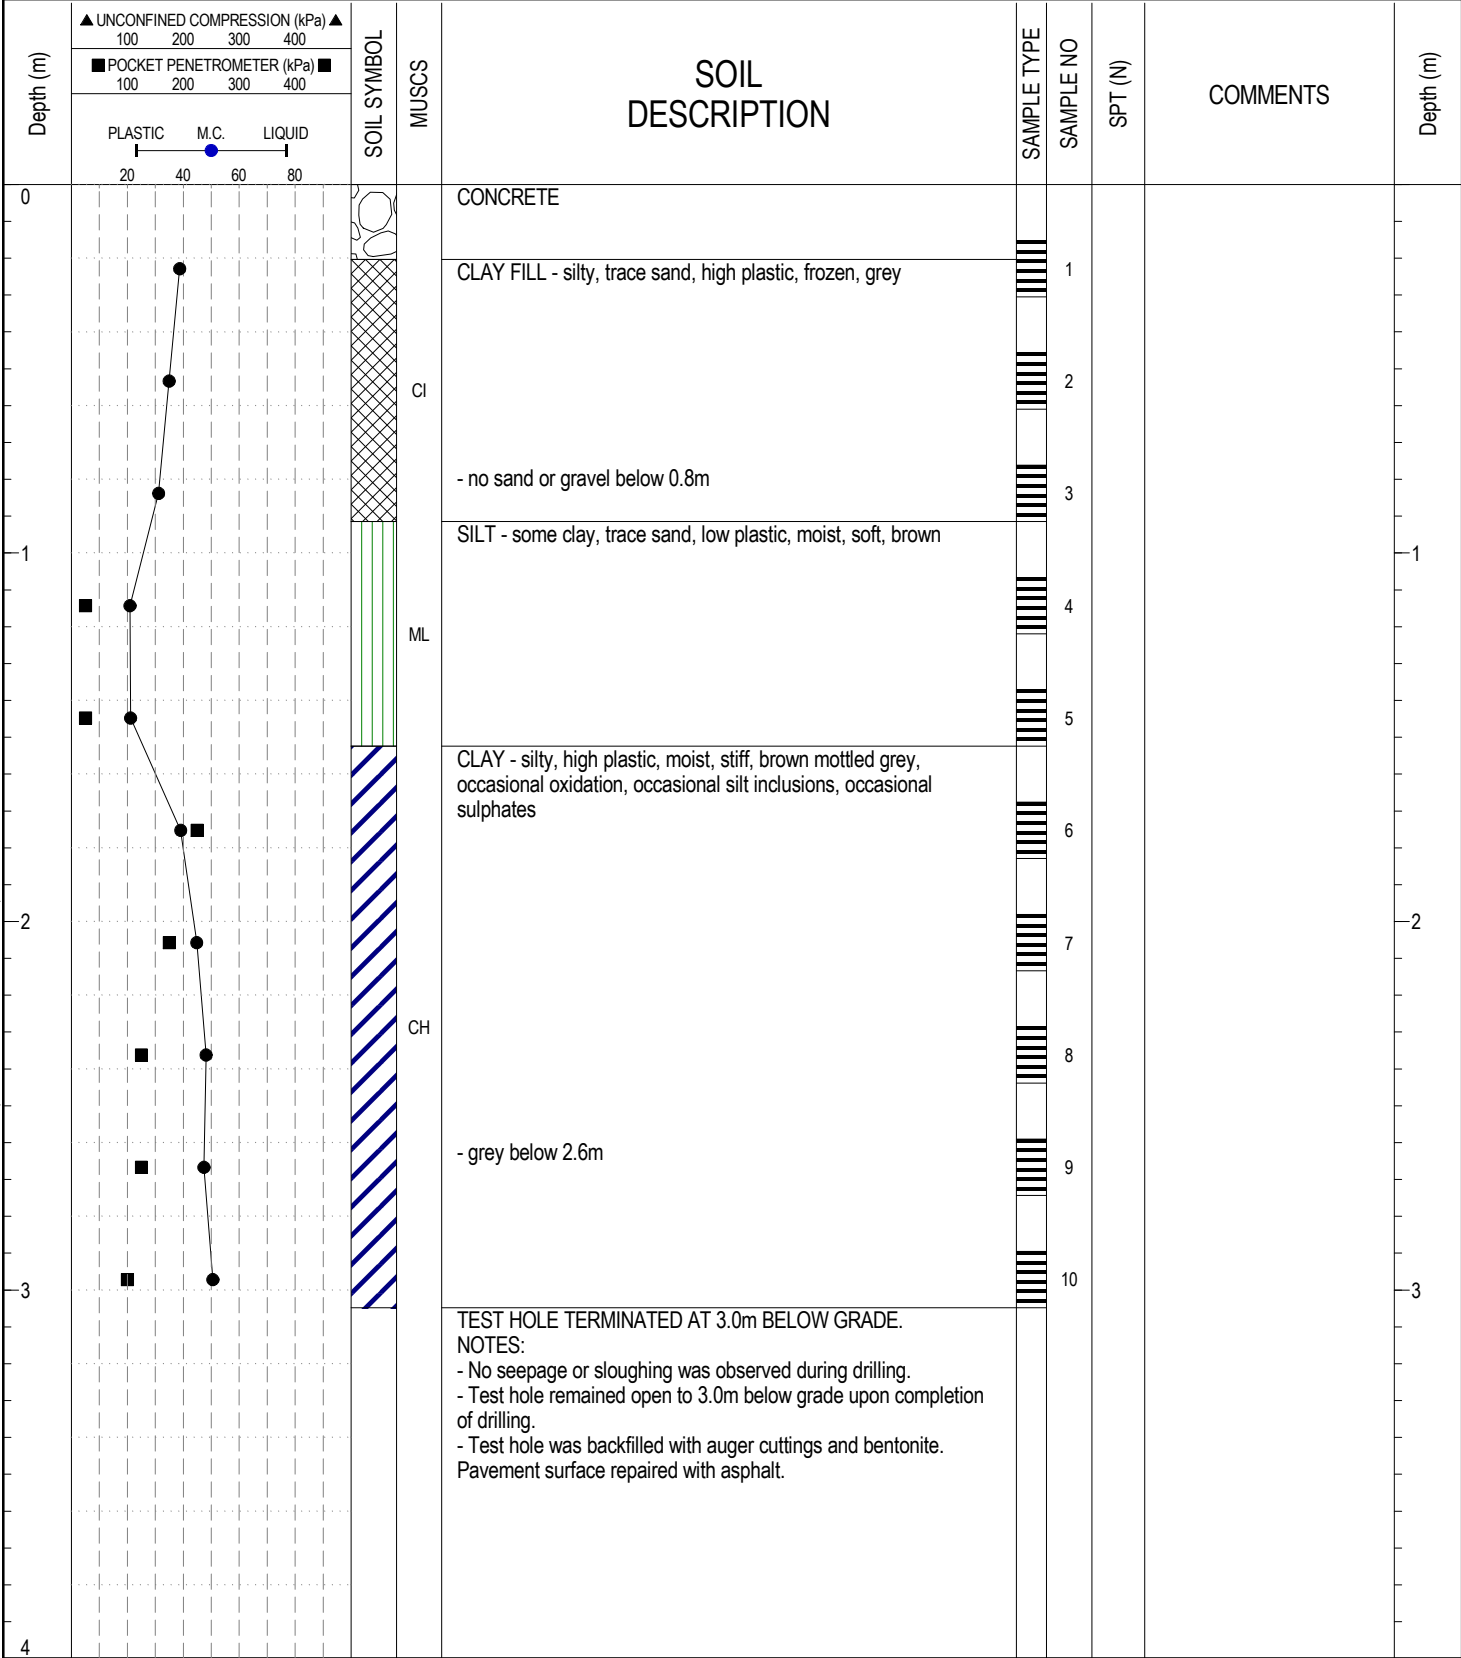 ▲ UNCONFINED COMPRESSION (kPa) ▲
100 200 300 400
■ POCKET PENETROMETER (kPa) ■
100 200 300 400
PLASTIC M.C. LIQUID
20 40 60 80
Depth (m)
SOIL SYMBOL
MUSCS
SOIL
DESCRIPTION
SAMPLE TYPE
SAMPLE NO
SPT (N)
COMMENTS
Depth (m)
0
CONCRETE
CLAY FILL - silty, trace sand, high plastic, frozen, grey
1
2
CI
- no sand or gravel below 0.8m
3
SILT - some clay, trace sand, low plastic, moist, soft, brown
1
1
4
ML
5
CLAY - silty, high plastic, moist, stiff, brown mottled grey,
occasional oxidation, occasional silt inclusions, occasional
sulphates
6
2
2
7
CH
8
- grey below 2.6m
9
10
3
3
TEST HOLE TERMINATED AT 3.0m BELOW GRADE.
NOTES:
- No seepage or sloughing was observed during drilling.
- Test hole remained open to 3.0m below grade upon completion
of drilling.
- Test hole was backfilled with auger cuttings and bentonite.
Pavement surface repaired with asphalt.
4